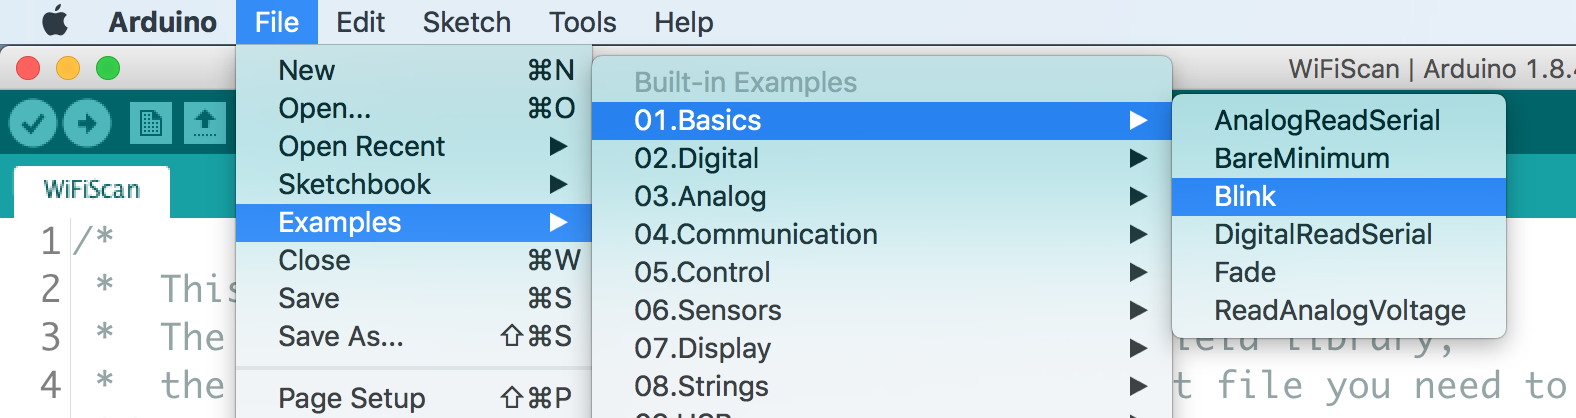 Arduino File Edit Sketch Tools Help
WiFiScan | Arduino 1.8.
New ⌘N
Open... ⌘O
Open Recent ▶
Sketchbook ▶
Examples ▶
Close ⌘W
Save ⌘S
Save As... ⇧⌘S
Page Setup ⇧⌘P
Built-in Examples
01.Basics ▶
02.Digital ▶
03.Analog ▶
04.Communication ▶
05.Control ▶
06.Sensors ▶
07.Display ▶
08.Strings ▶
AnalogReadSerial
BareMinimum
Blink
DigitalReadSerial
Fade
ReadAnalogVoltage
WiFiScan
1 /*
2 * This
3 * The library,
4 * the t file you need to